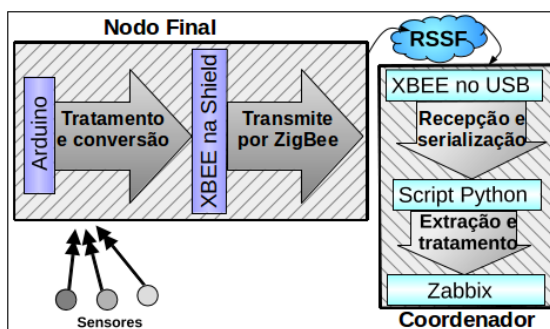 Nodo Final
RSSF
Arduino
Tratamento
e conversão
XBEE na Shield
Transmite
por ZigBee
Sensores
XBEE no USB
Recepção e
serialização
Script Python
Extração e
tratamento
Zabbix
Coordenador